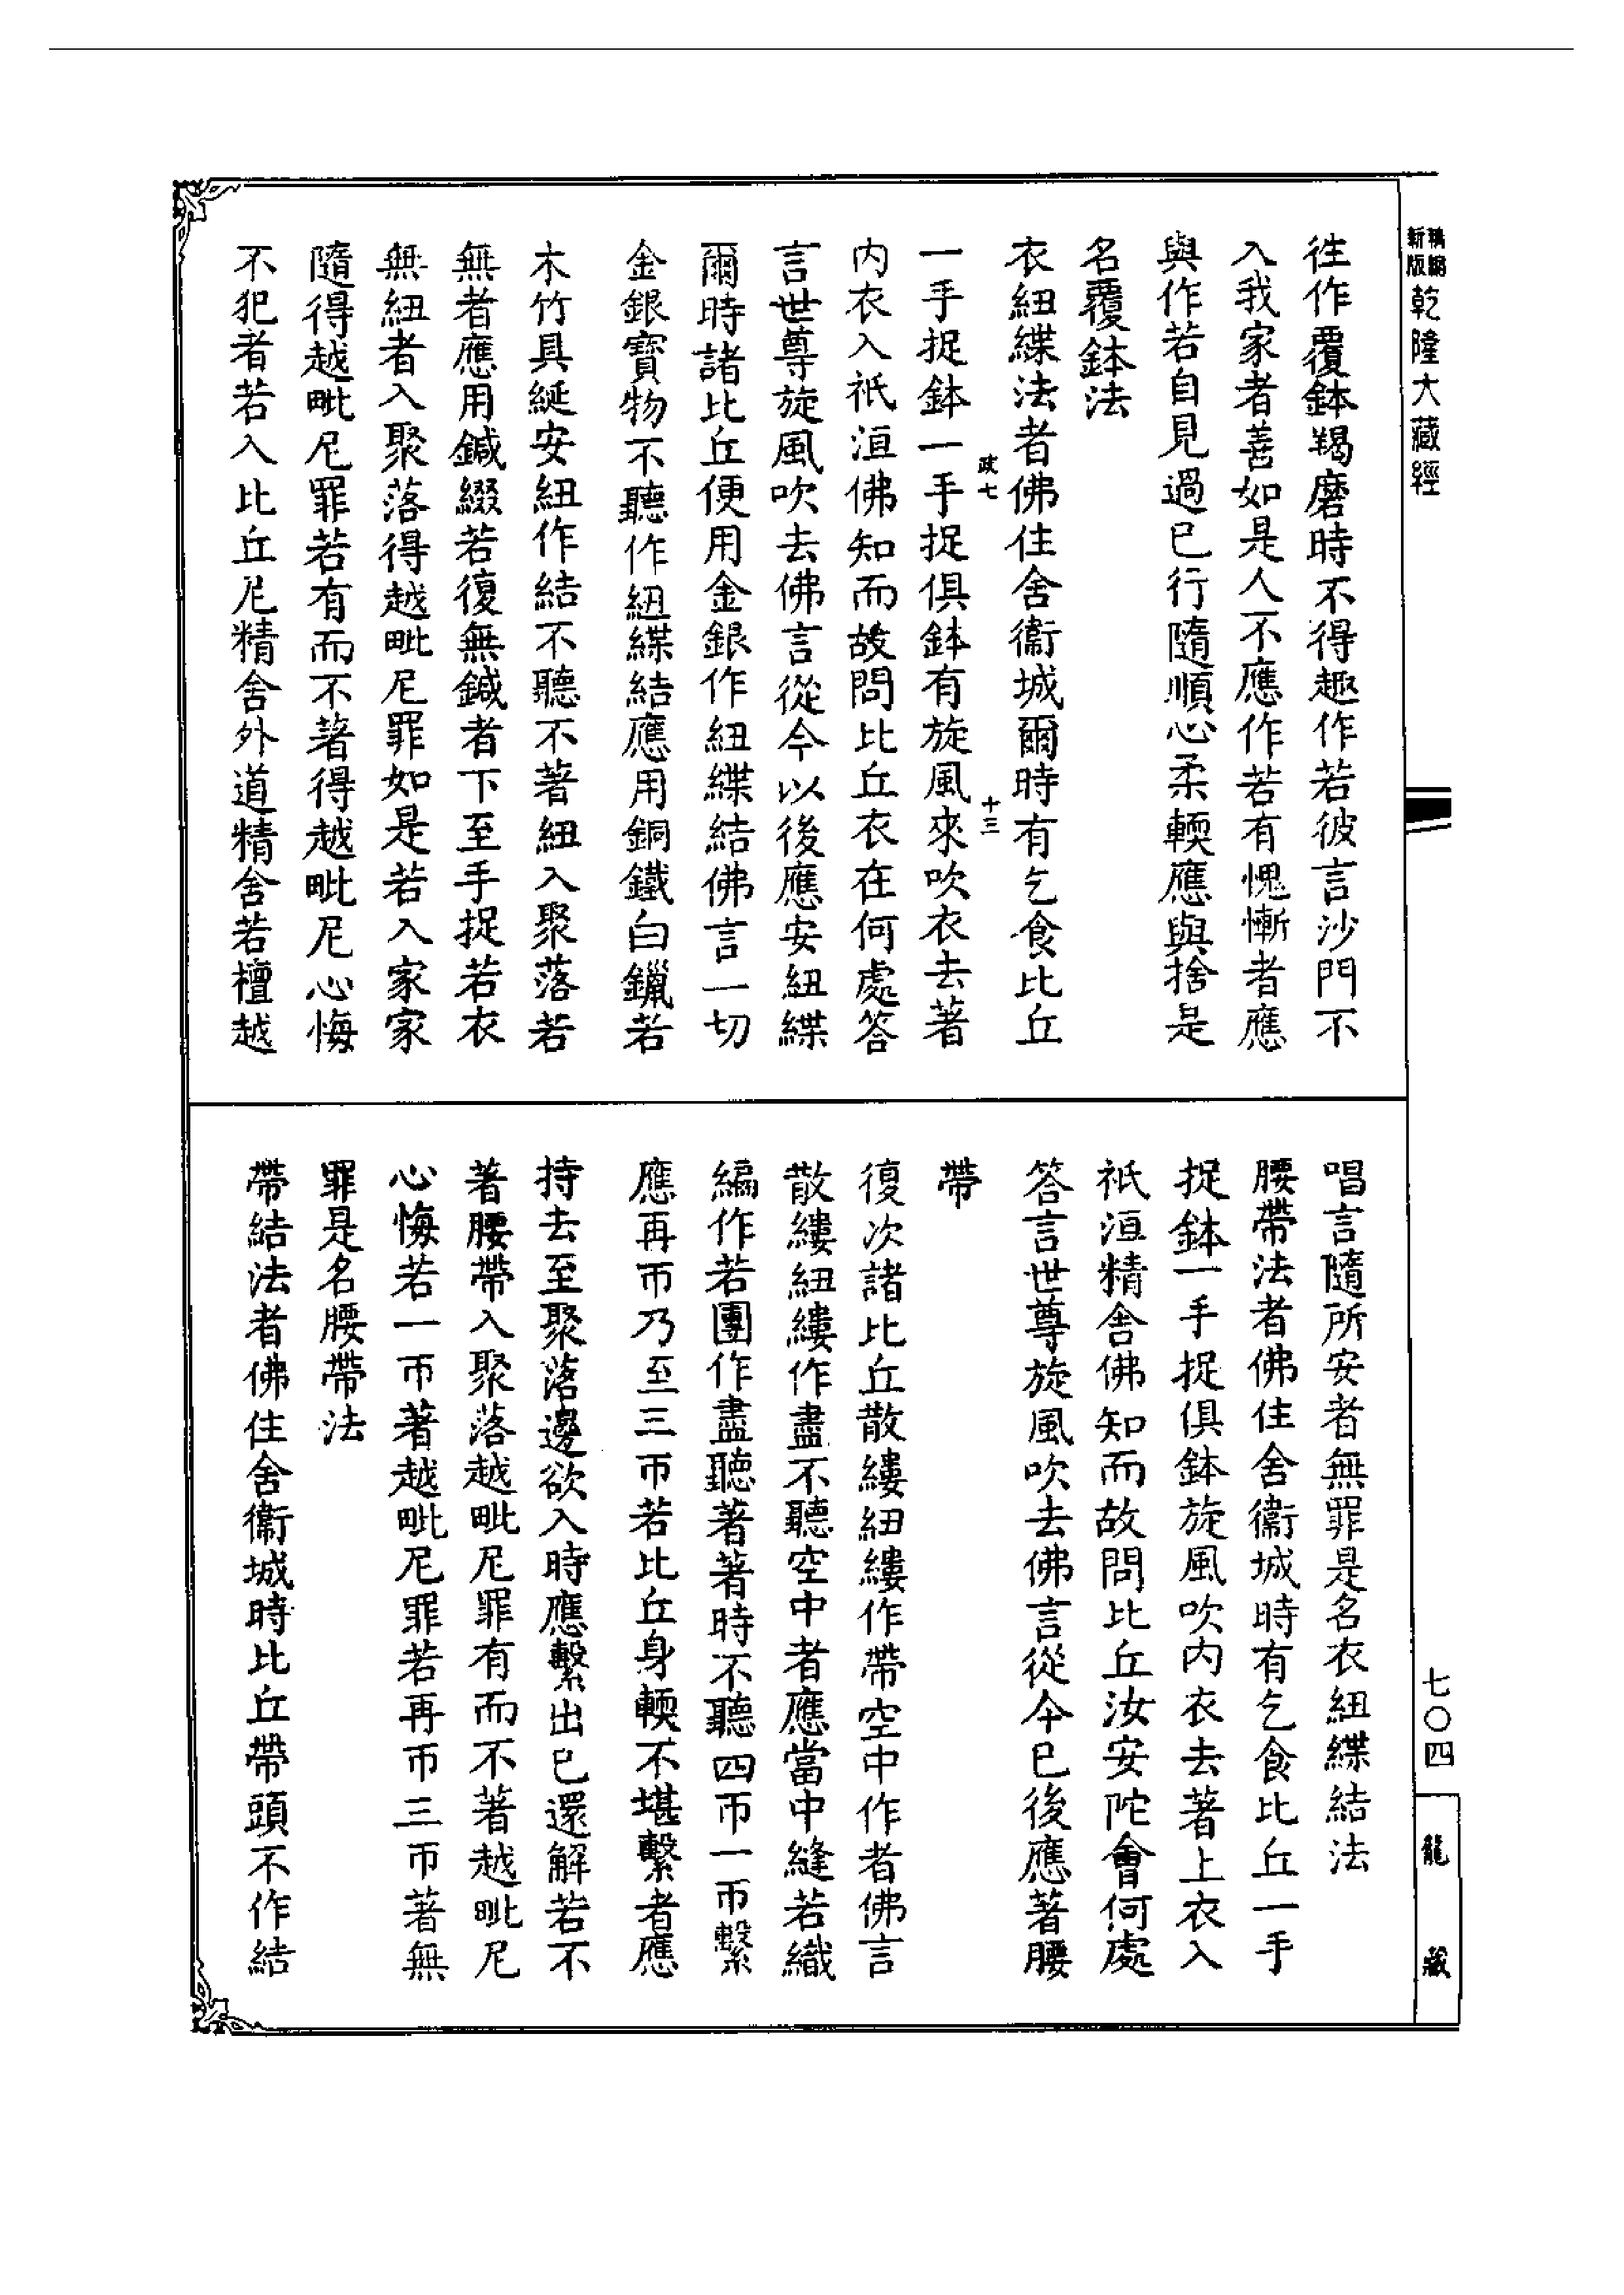 新版
乾隆大藏經
往作覆鉢羯磨時不得趣作若彼言沙門不
入我家者善如是人不應作若有愧慚者應
與作若自見過已行隨順心柔輭應與捨是
名覆鉢法
衣紐緤法者佛住舍衞城爾時有乞食比丘
政七
十三
一手捉鉢一手捉俱鉢有旋風來吹衣去著
内衣入祇洹佛知而故問比丘衣在何處答
言世尊旋風吹去佛言從今以後應安紐緤
爾時諸比丘便用金銀作紐緤結佛言一切
金銀寶物不聽作紐緤結應用銅鐵白鑞若
木竹具綖安紐作結不聽不著紐入聚落若
無者應用鍼綴若復無鍼者下至手捉若衣
無紐者入聚落得越毗尼罪如是若入家家
隨得越毗尼罪若有而不著得越毗尼心悔
不犯者若入比丘尼精舍外道精舍若檀越
唱言隨所安者無罪是名衣紐緤結法
腰帶法者佛住舍衞城時有乞食比丘一手
捉鉢一手捉俱鉢旋風吹内衣去著上衣入
祇洹精舍佛知而故問比丘汝安陀會何處
答言世尊旋風吹去佛言從今已後應著腰
帶
復次諸比丘散縷紐縷作帶空中作者佛言
散縷紐縷作盡不聽空中者應當中縫若織
編作若團作盡聽著著時不聽四帀一帀繫
應再帀乃至三帀若比丘身輭不堪繫者應
持去至聚落邊欲入時應繫出已還解若不
著腰帶入聚落越毗尼罪有而不著越毗尼
心悔若一帀著越毗尼罪若再帀三帀著無
罪是名腰帶法
帶結法者佛住舍衞城時比丘帶頭不作結
七〇四
龍藏